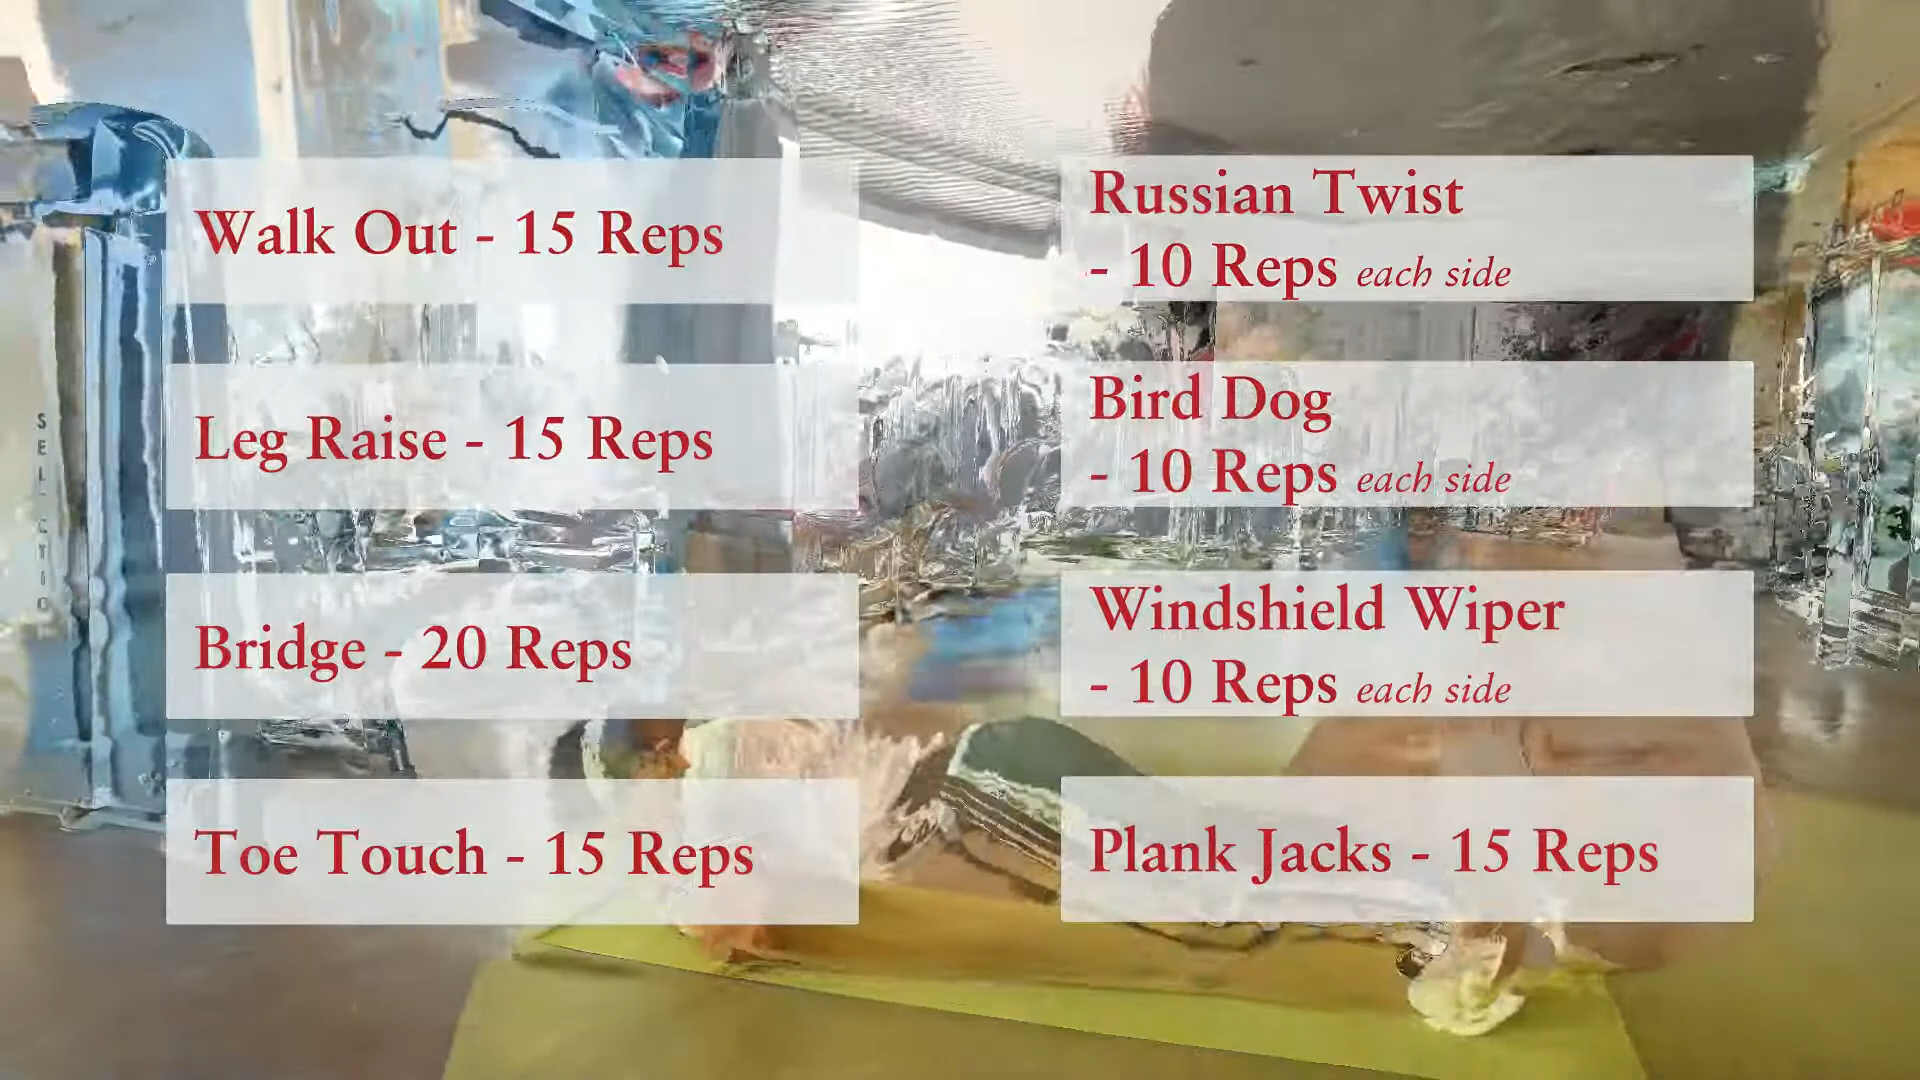 Walk Out - 15 Reps
Leg Raise - 15 Reps
Bridge - 20 Reps
Toe Touch - 15 Reps
Russian Twist
- 10 Reps each side
Bird Dog
- 10 Reps each side
Windshield Wiper
- 10 Reps each side
Plank Jacks - 15 Reps